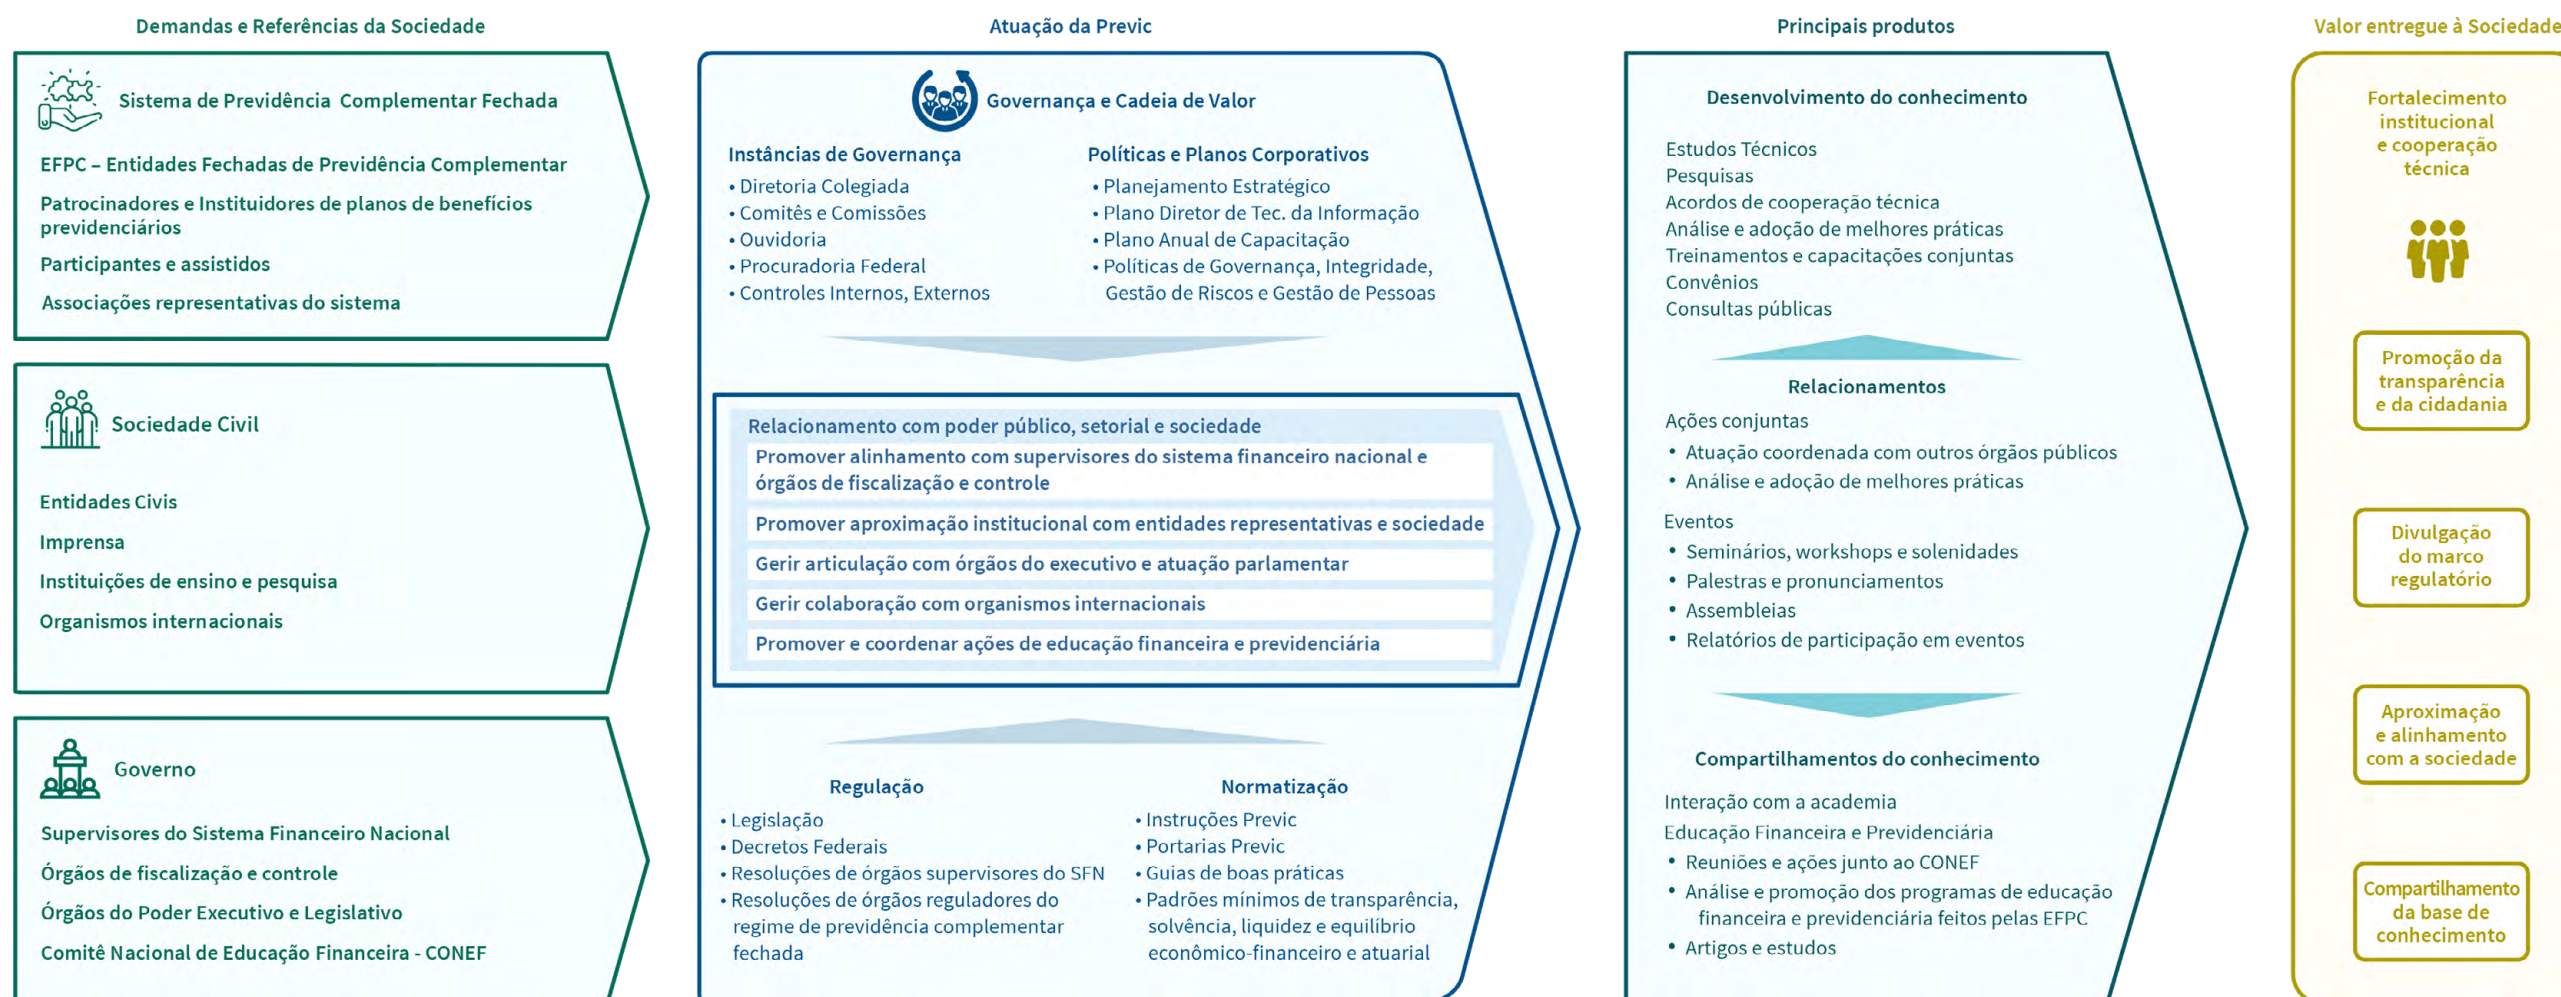 Demandas e Referências da Sociedade
Sistema de Previdência Complementar Fechada
EFPC – Entidades Fechadas de Previdência Complementar
Patrocinadores e Instituidores de planos de benefícios
previdenciários
Participantes e assistidos
Associações representativas do sistema
Sociedade Civil
Entidades Civis
Imprensa
Instituições de ensino e pesquisa
Organismos internacionais
Governo
Supervisores do Sistema Financeiro Nacional
Órgãos de fiscalização e controle
Órgãos do Poder Executivo e Legislativo
Comitê Nacional de Educação Financeira - CONEF
Atuação da Previc
Governança e Cadeia de Valor
Instâncias de Governança
• Diretoria Colegiada
• Comitês e Comissões
• Ouvidoria
• Procuradoria Federal
• Controles Internos, Externos
Políticas e Planos Corporativos
• Planejamento Estratégico
• Plano Diretor de Tec. da Informação
• Plano Anual de Capacitação
• Políticas de Governança, Integridade,
Gestão de Riscos e Gestão de Pessoas
Relacionamento com poder público, setorial e sociedade
Promover alinhamento com supervisores do sistema financeiro nacional e
órgãos de fiscalização e controle
Promover aproximação institucional com entidades representativas e sociedade
Gerir articulação com órgãos do executivo e atuação parlamentar
Gerir colaboração com organismos internacionais
Promover e coordenar ações de educação financeira e previdenciária
Regulação
• Legislação
• Decretos Federais
• Resoluções de órgãos supervisores do SFN
• Resoluções de órgãos reguladores do
regime de previdência complementar
fechada
Normatização
• Instruções Previc
• Portarias Previc
• Guias de boas práticas
• Padrões mínimos de transparência,
solvência, liquidez e equilíbrio
econômico-financeiro e atuarial
Principais produtos
Desenvolvimento do conhecimento
Estudos Técnicos
Pesquisas
Acordos de cooperação técnica
Análise e adoção de melhores práticas
Treinamentos e capacitações conjuntas
Convênios
Consultas públicas
Relacionamentos
Ações conjuntas
• Atuação coordenada com outros órgãos públicos
• Análise e adoção de melhores práticas
Eventos
• Seminários, workshops e solenidades
• Palestras e pronunciamentos
• Assembleias
• Relatórios de participação em eventos
Compartilhamentos do conhecimento
Interação com a academia
Educação Financeira e Previdenciária
• Reuniões e ações junto ao CONEF
• Análise e promoção dos programas de educação
financeira e previdenciária feitos pelas EFPC
• Artigos e estudos
Valor entregue à Sociedade
Fortalecimento
institucional
e cooperação
técnica
Promoção da
transparência
e da cidadania
Divulgação
do marco
regulatório
Aproximação
e alinhamento
com a sociedade
Compartilhamento
da base de
conhecimento